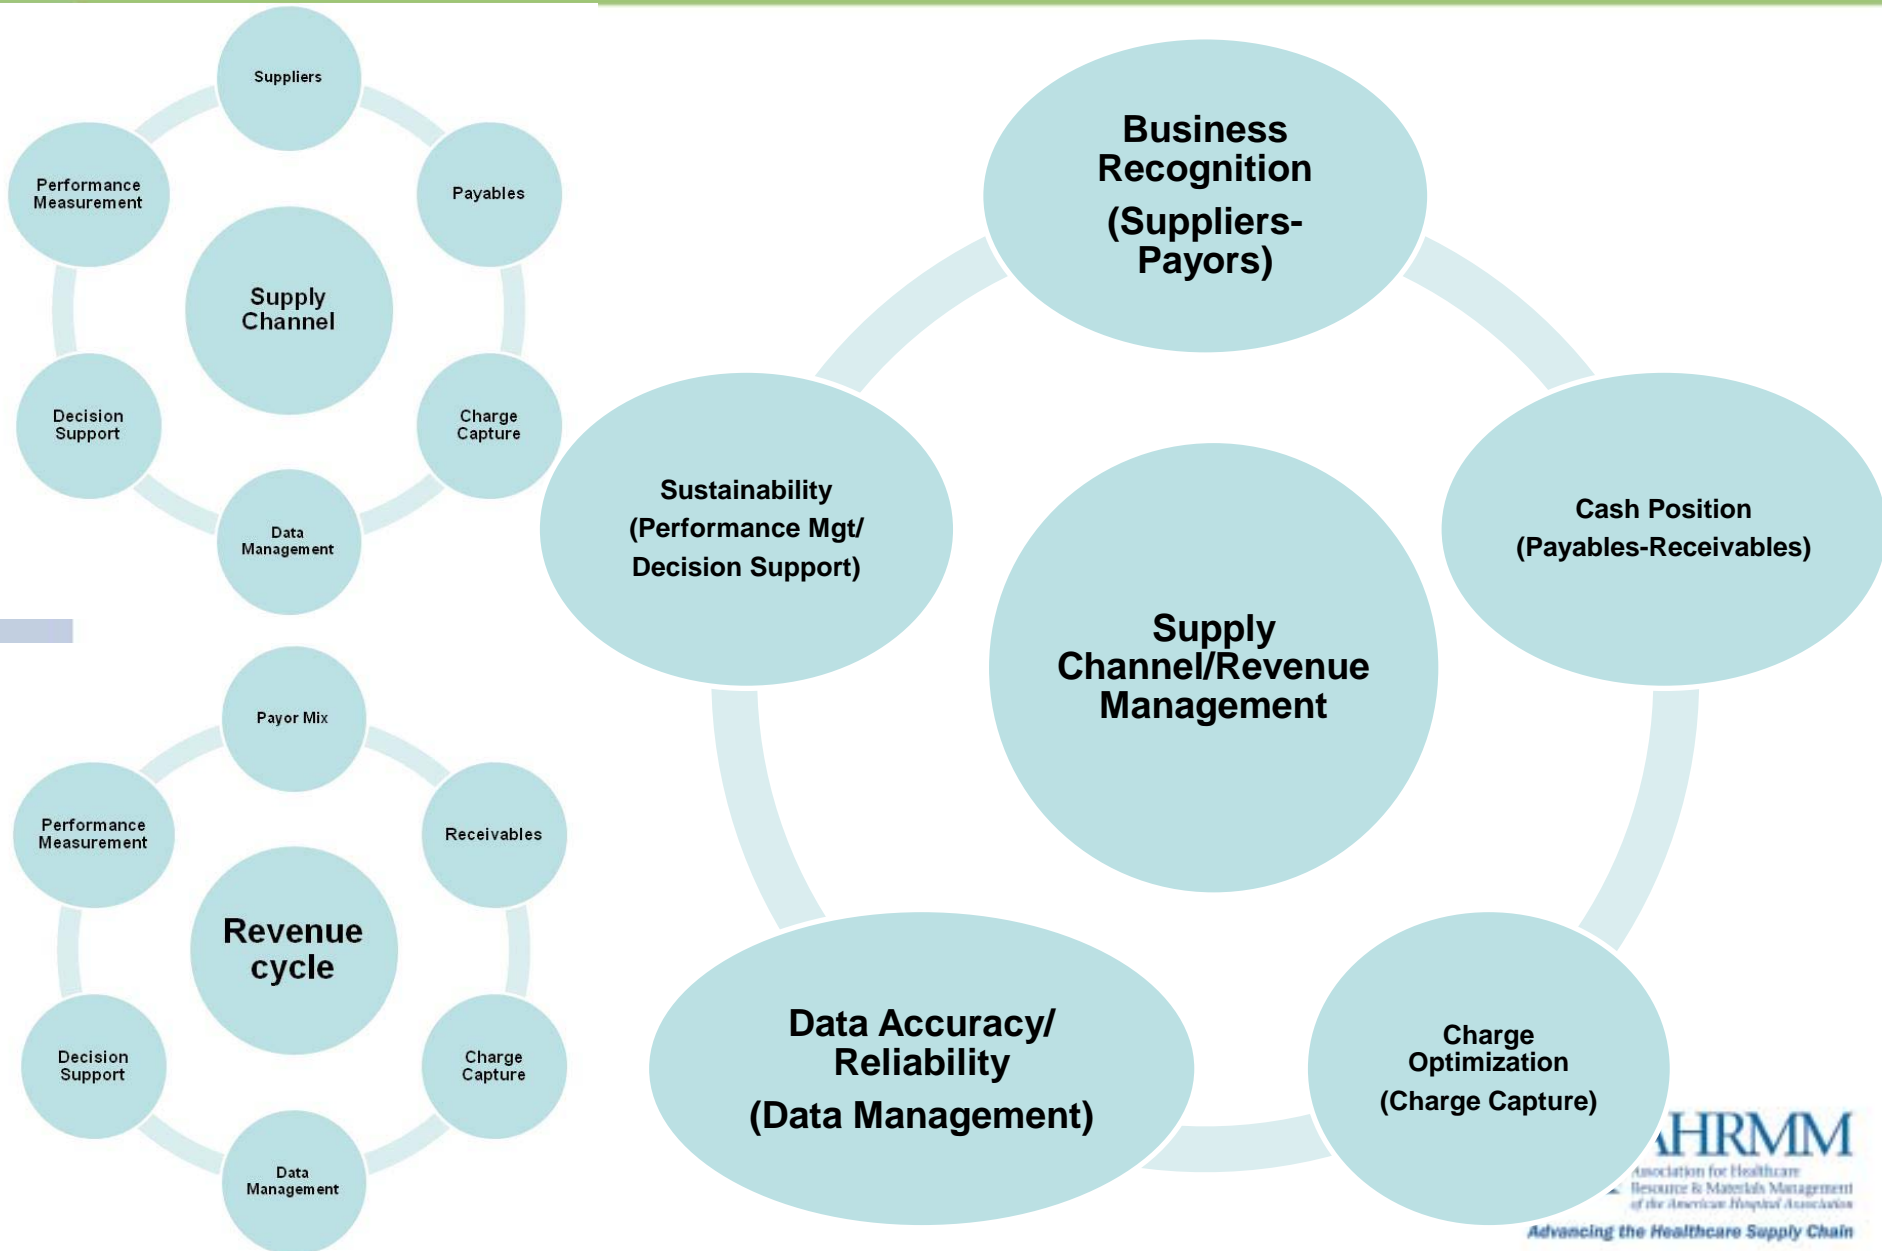 Suppliers
Payables
Charge
Capture
Data
Management
Decision
Support
Performance
Measurement
Supply
Channel
Payor Mix
Receivables
Charge
Capture
Data
Management
Decision
Support
Performance
Measurement
Revenue
cycle
Business
Recognition
(Suppliers-
Payors)
Cash Position
(Payables-Receivables)
Charge
Optimization
(Charge Capture)
Data Accuracy/
Reliability
(Data Management)
Sustainability
(Performance Mgt/
Decision Support)
Supply
Channel/Revenue
Management
AHRMM
Association for Healthcare
Resource & Materials Management
of the American Hospital Association
Advancing the Healthcare Supply Chain